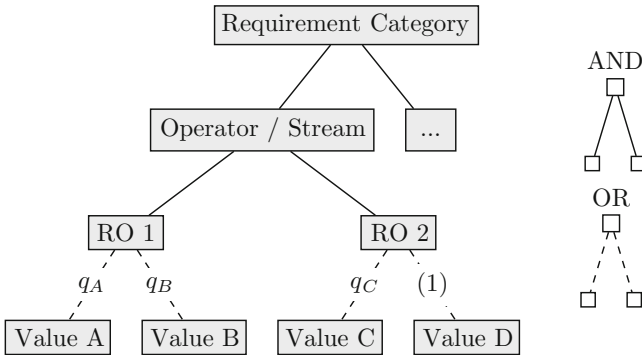 Requirement Category
AND
Operator / Stream
...
OR
RO 1
RO 2
q_A
q_B
q_C
(1)
Value A
Value B
Value C
Value D